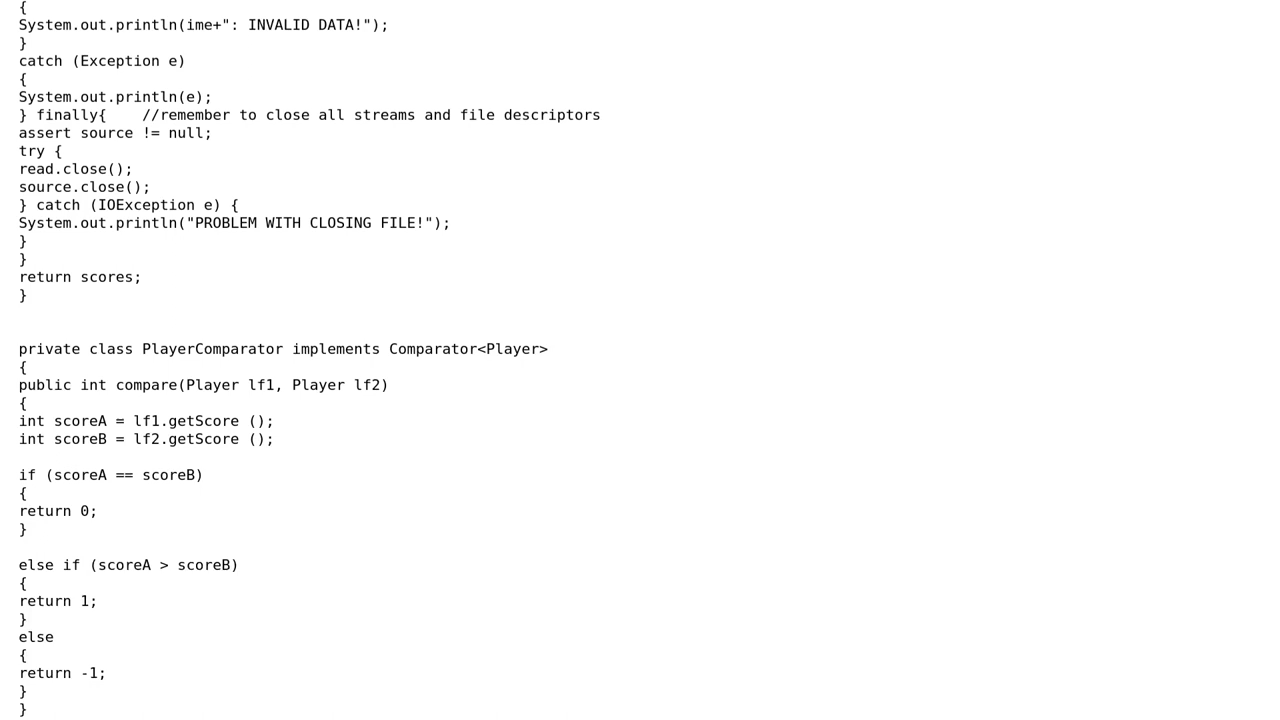 {
System.out.println(ime+": INVALID DATA!");
}
catch (Exception e)
{
System.out.println(e);
} finally{    //remember to close all streams and file descriptors
assert source != null;
try {
read.close();
source.close();
} catch (IOException e) {
System.out.println("PROBLEM WITH CLOSING FILE!");
}
}
return scores;
}
private class PlayerComparator implements Comparator<Player>
{
public int compare(Player lf1, Player lf2)
{
int scoreA = lf1.getScore ();
int scoreB = lf2.getScore ();
if (scoreA == scoreB)
{
return 0;
}
else if (scoreA > scoreB)
{
return 1;
}
else
{
return -1;
}
}